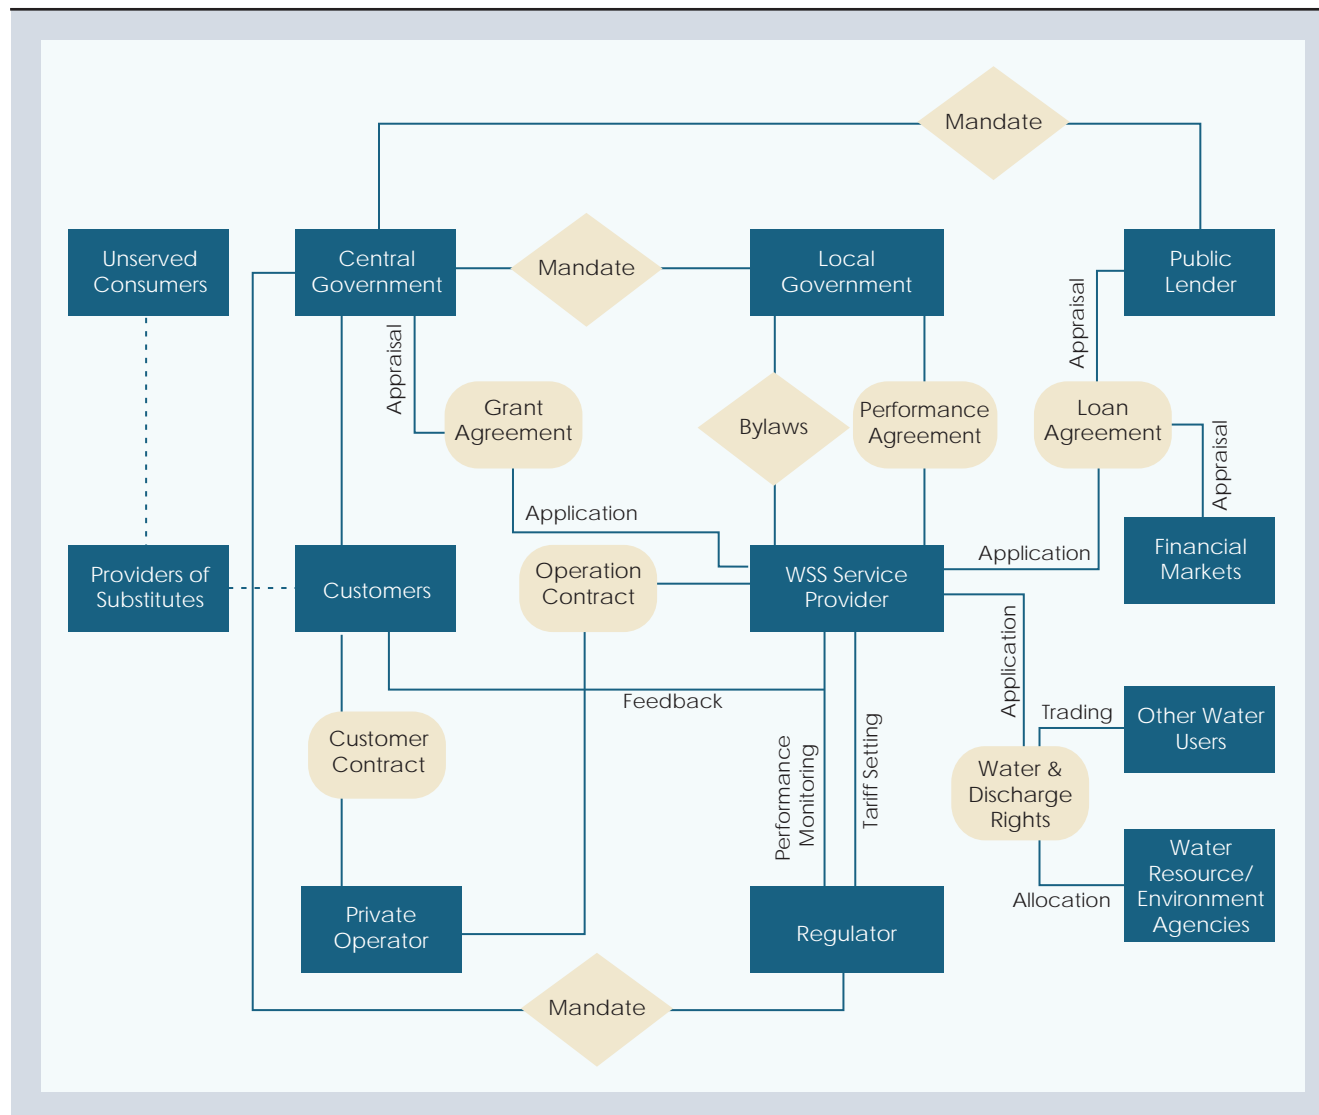 Mandate
Unserved
Consumers
Central
Government
Mandate
Local
Government
Public
Lender
Appraisal
Appraisal
Grant
Agreement
Bylaws
Performance
Agreement
Loan
Agreement
Appraisal
Application
Providers of
Substitutes
Customers
Operation
Contract
WSS Service
Provider
Application
Financial
Markets
Application
Feedback
Customer
Contract
Performance
Monitoring
Tariff Setting
Trading
Other Water
Users
Water &
Discharge
Rights
Allocation
Water
Resource/
Environment
Agencies
Private
Operator
Regulator
Mandate